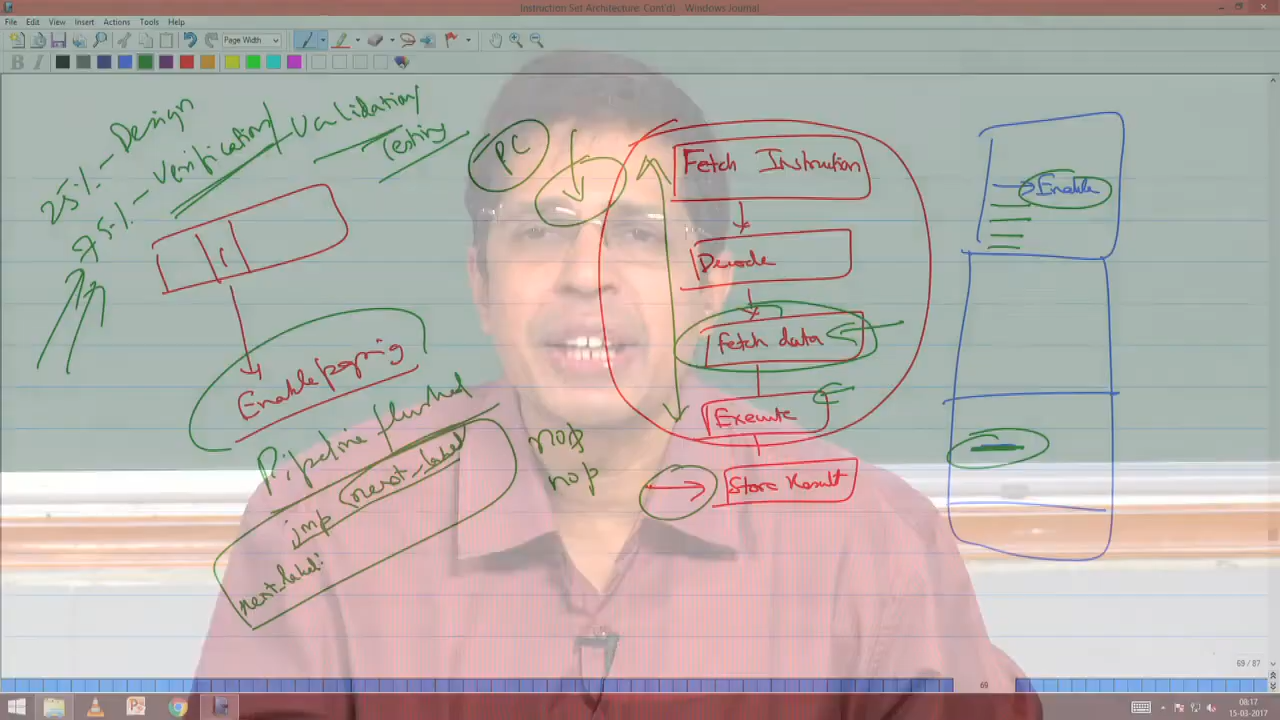 Instruction Set Architecture (Cont'd) - Windows Journal
File Edit View Insert Actions Tools Help
Page Width
B I
25% - Design
75% - Verification/Validation/
Testing
PC
Fetch Instruction
Decode
Fetch data
Execute
Store Result
Enable
Enable paging
Pipeline flushed
jmp (next_label
next_label:
nop
nop
69 / 87
69
08:17
15-03-2017